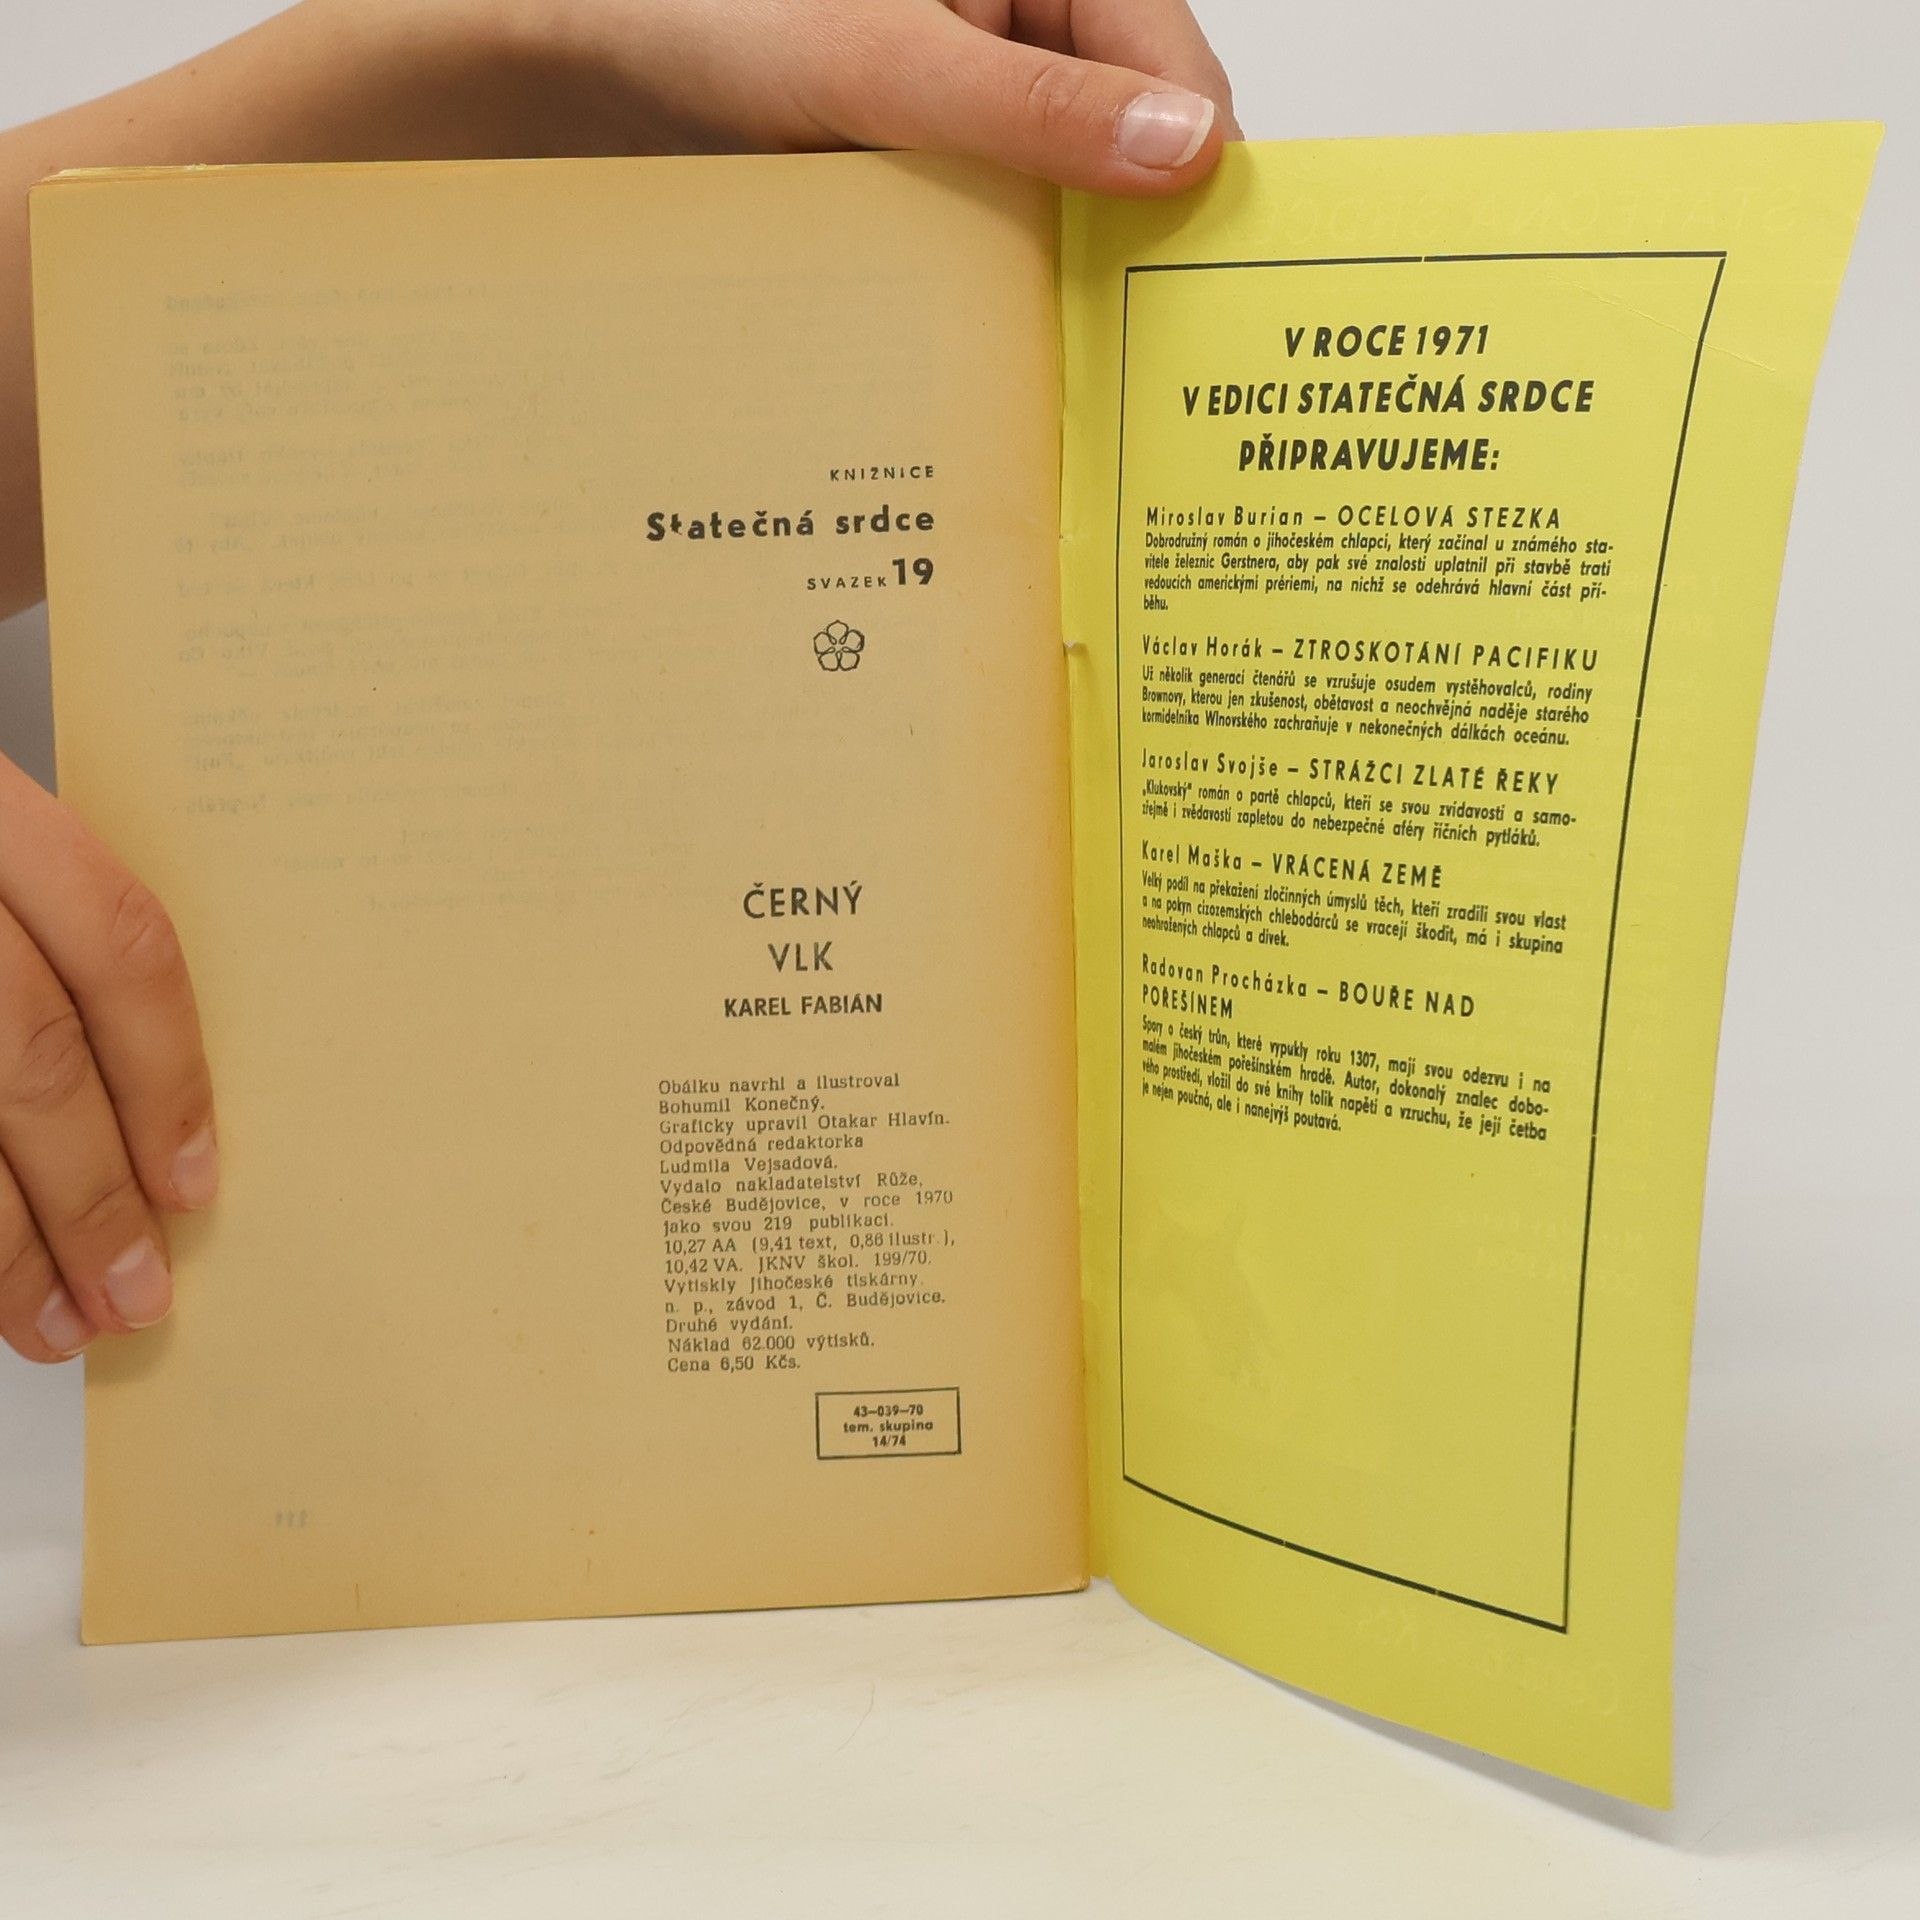 KNIŽNICE
Statečná srdce
SVAZEK 19
ČERNÝ
VLK
KAREL FABIÁN
Obálku navrhl a ilustroval
Bohumil Konečný.
Graficky upravil Otakar Hlavín.
Odpovědná redaktorka
Ludmila Vejsadová.
Vydalo nakladatelství Růže,
České Budějovice, v roce 1970
jako svou 219 publikaci.
10,27 AA (9,41 text, 0,86 ilustr.),
10,42 VA. JKNV škol. 199/70.
Vytiskly Jihočeské tiskárny,
n. p., závod 1, Č. Budějovice.
Druhé vydání.
Náklad 62.000 výtisků.
Cena 6,50 Kčs.
43—039—70
tem. skupina
14/74
V ROCE 1971
V EDICI STATEČNÁ SRDCE
PŘIPRAVUJEME:
Miroslav Burian – OCELOVÁ STEZKA
Dobrodružný román o jihočeském chlapci, který začínal u známého sta-
vitele železnic Gerstnera, aby pak své znalosti uplatnil při stavbě trati
vedoucích americkými prériemi, na nichž se odehrává hlavní část pří-
běhu.
Václav Horák – ZTROSKOTÁNÍ PACIFIKU
Už několik generací čtenářů se vzrušuje osudem vystěhovalců, rodiny
Brownovy, kterou jen zkušenost, obětavost a neochvějná naděje starého
kormidelníka Wlnovského zachraňuje v nekonečných dálkách oceánu.
Jaroslav Svojše – STRÁŽCI ZLATÉ ŘEKY
„Klukovský" román o partě chlapců, kteří se svou zvídavostí a samo-
zřejmě i zvědavostí zapletou do nebezpečné aféry říčních pytláků.
Karel Maška – VRÁCENÁ ZEMĚ
Velký podíl na překažení zločinných úmyslů těch, kteří zradili svou vlast
a na pokyn cizozemských chlebodárců se vracejí škodit, má i skupina
neohrožených chlapců a dívek.
Radovan Procházka – BOUŘE NAD
POŘEŠÍNEM
Spory o český trůn, které vypukly roku 1307, mají svou odezvu i na
malém jihočeském pořešínském hradě. Autor, dokonalý znalec dobo-
vého prostředí, vložil do své knihy tolik napětí a vzruchu, že její četba
je nejen poučná, ale i nanejvýš poutavá.